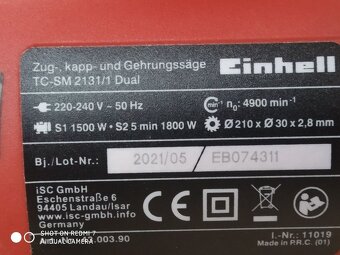 Zug-, kapp- und Gehrungssäge
TC-SM 2131/1 Dual
Einhell
220-240 V ~ 50 Hz
n₀: 4900 min⁻¹
S1 1500 W • S2 5 min 1800 W
Ø 210 x Ø 30 x 2,8 mm
Bj./Lot-Nr.: 2021/05 / EB074311
iSC GmbH
Eschenstraße 6
94405 Landau/Isar
www.isc-gmbh.info
Germany
.003.90
I.-Nr.: 11019
Made in P.R.C. (01)
SHOT ON REDMI 7
AI DUAL CAMERA